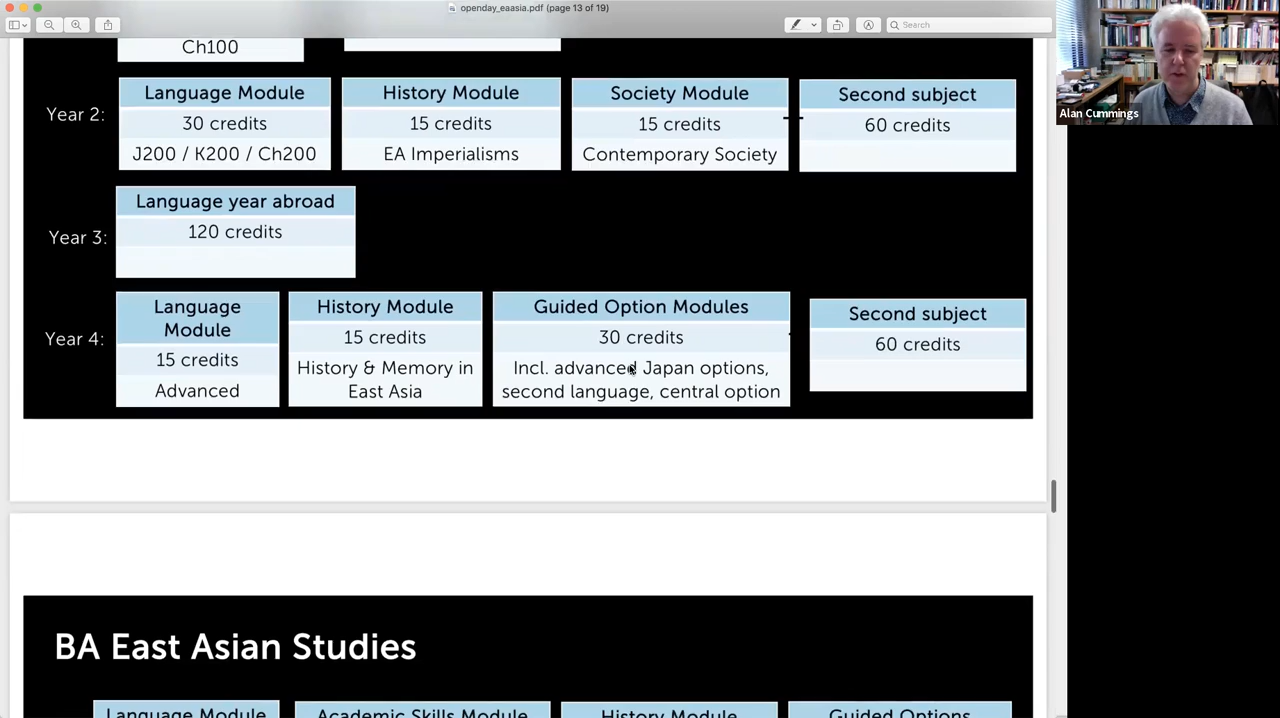 openday_eaasia.pdf (page 13 of 19)
Search
Alan Cummings
Ch100
Year 2:
Language Module
30 credits
J200 / K200 / Ch200
History Module
15 credits
EA Imperialisms
Society Module
15 credits
Contemporary Society
Second subject
60 credits
Year 3:
Language year abroad
120 credits
Year 4:
Language
Module
15 credits
Advanced
History Module
15 credits
History & Memory in
East Asia
Guided Option Modules
30 credits
Incl. advanced Japan options,
second language, central option
Second subject
60 credits
BA East Asian Studies
Language Module
Academic Skills Module
History Module
Guided Options